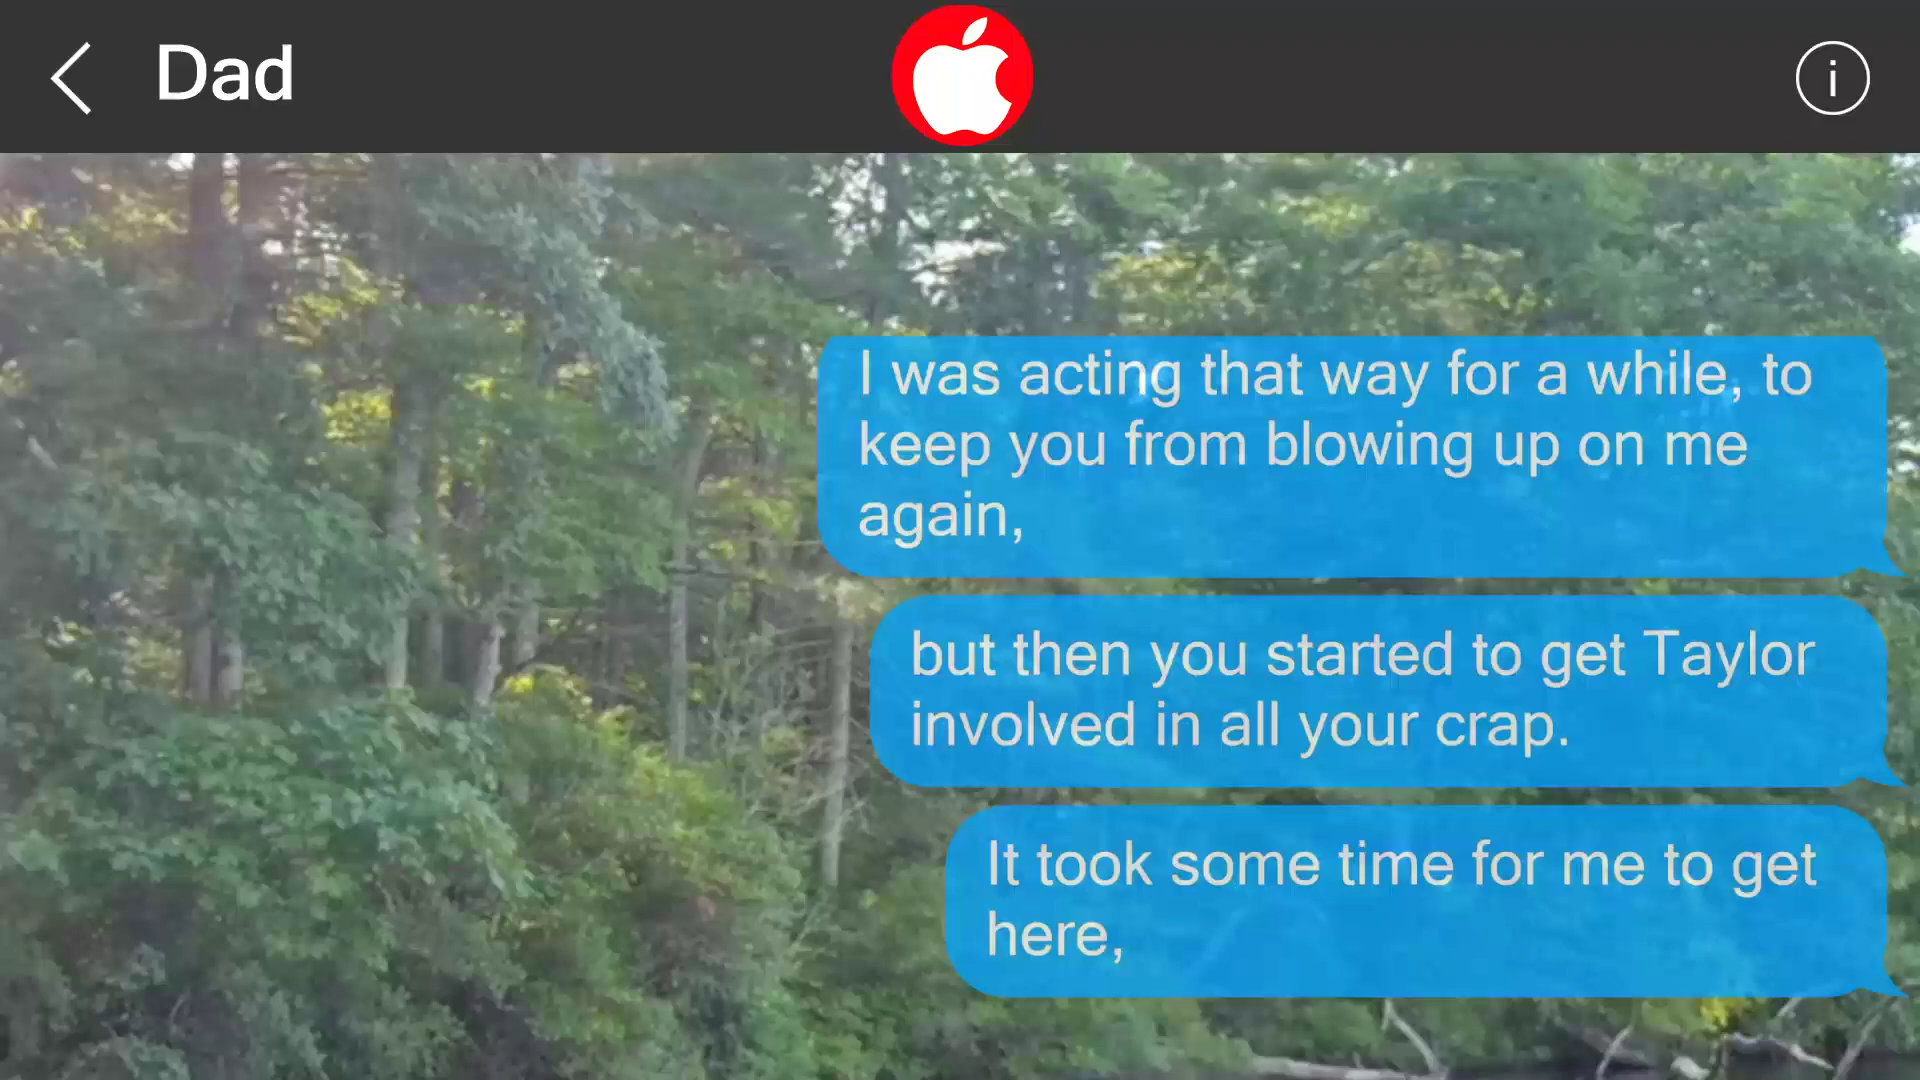 Dad
i
I was acting that way for a while, to
keep you from blowing up on me
again,
but then you started to get Taylor
involved in all your crap.
It took some time for me to get
here,